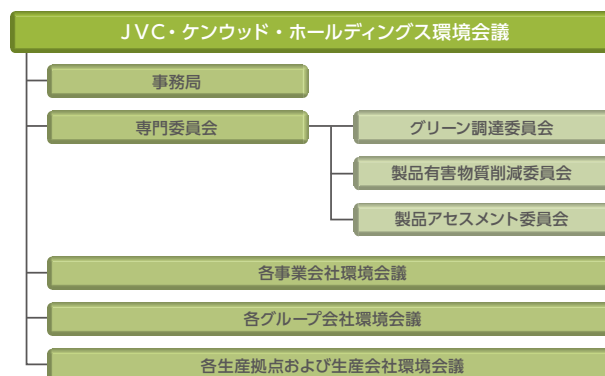 JVC・ケンウッド・ホールディングス環境会議
事務局
専門委員会
グリーン調達委員会
製品有害物質削減委員会
製品アセスメント委員会
各事業会社環境会議
各グループ会社環境会議
各生産拠点および生産会社環境会議